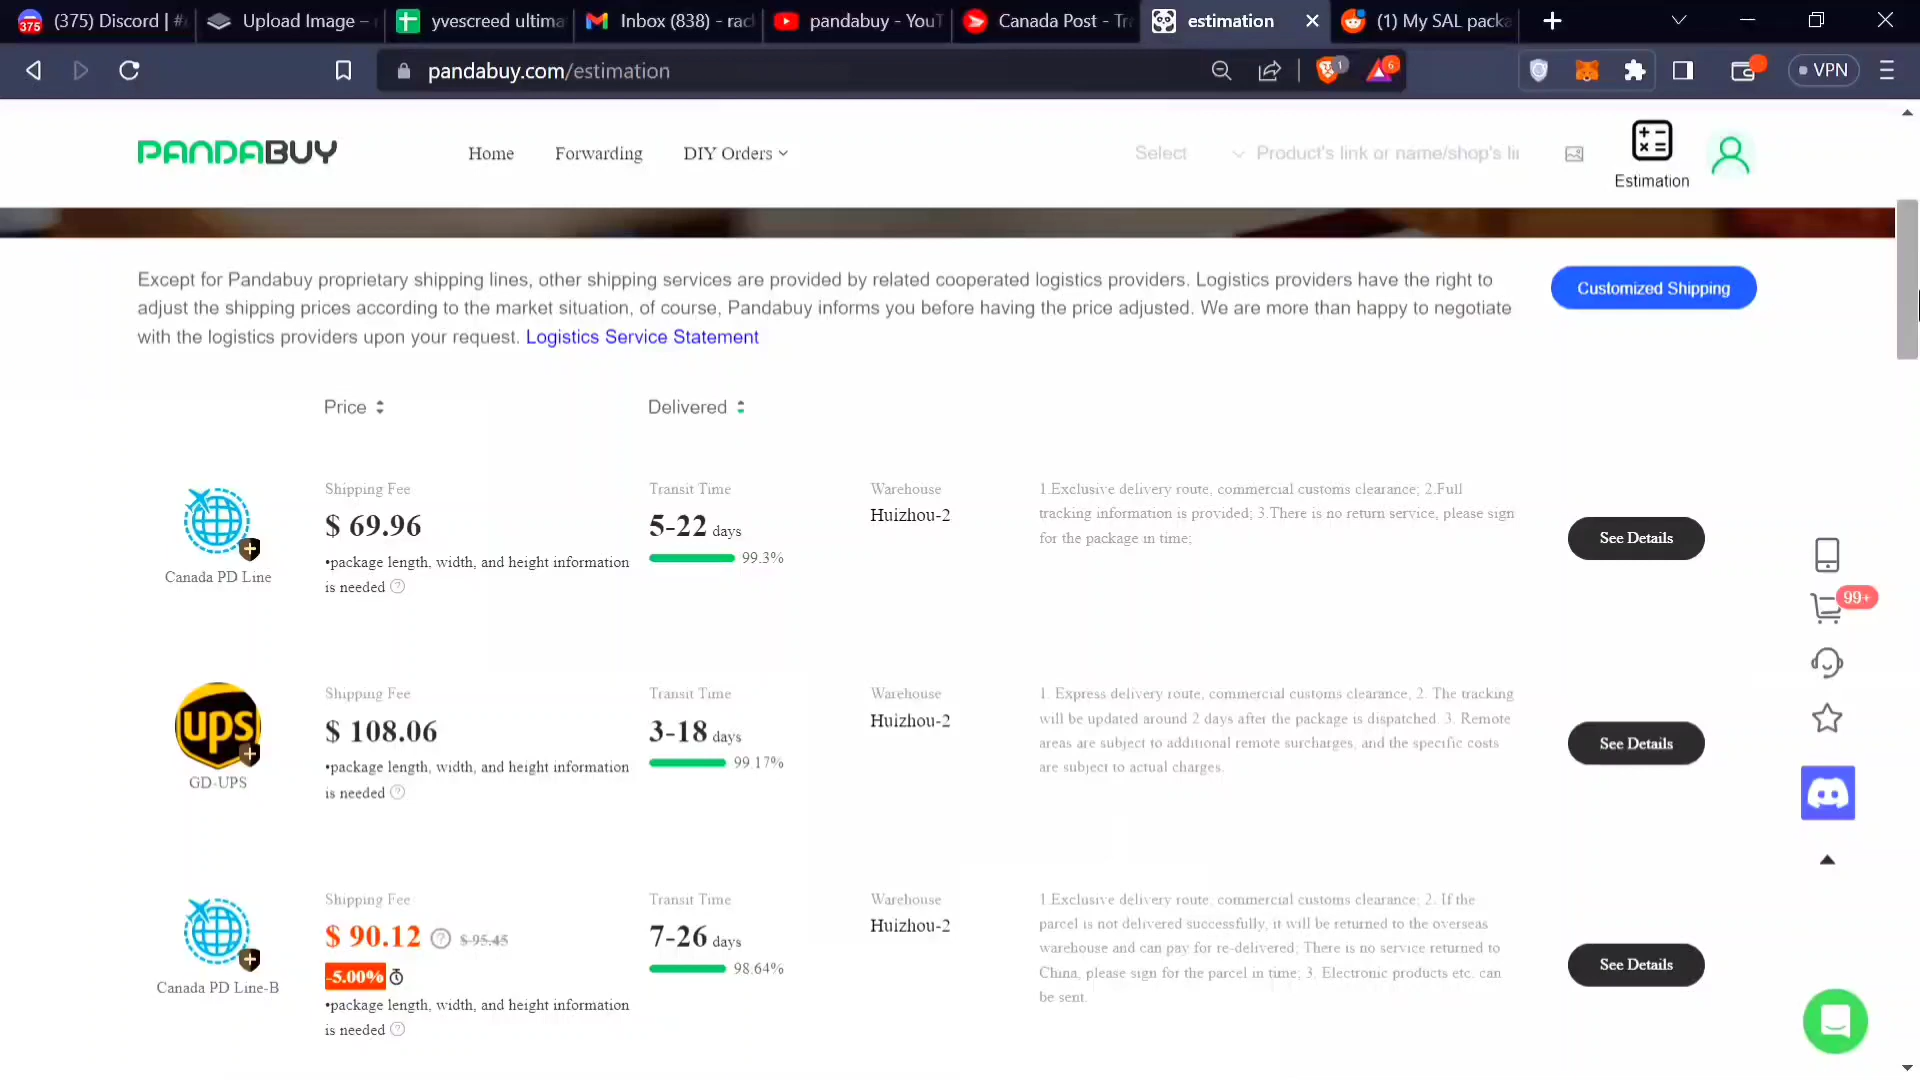 375
(375) Discord | #
Upload Image –
yvescreed ultima
Inbox (838) - rac
pandabuy - YouT
Canada Post - Tr
estimation
(1) My SAL packa
pandabuy.com/estimation
1
6
VPN
PANDABUY
Home
Forwarding
DIY Orders
Select
Product's link or name/shop's li
Estimation
Except for Pandabuy proprietary shipping lines, other shipping services are provided by related cooperated logistics providers. Logistics providers have the right to
adjust the shipping prices according to the market situation, of course, Pandabuy informs you before having the price adjusted. We are more than happy to negotiate
with the logistics providers upon your request. Logistics Service Statement
Customized Shipping
Price
Delivered
Canada PD Line
Shipping Fee
$ 69.96
•package length, width, and height information
is needed ?
Transit Time
5-22 days
99.3%
Warehouse
Huizhou-2
1.Exclusive delivery route, commercial customs clearance; 2.Full
tracking information is provided; 3.There is no return service, please sign
for the package in time;
See Details
99+
ups
GD-UPS
Shipping Fee
$ 108.06
•package length, width, and height information
is needed ?
Transit Time
3-18 days
99.17%
Warehouse
Huizhou-2
1. Express delivery route, commercial customs clearance, 2. The tracking
will be updated around 2 days after the package is dispatched. 3. Remote
areas are subject to additional remote surcharges, and the specific costs
are subject to actual charges.
See Details
Canada PD Line-B
Shipping Fee
$ 90.12 ? $ 95.45
-5.00%
•package length, width, and height information
is needed ?
Transit Time
7-26 days
98.64%
Warehouse
Huizhou-2
1.Exclusive delivery route, commercial customs clearance; 2. If the
parcel is not delivered successfully, it will be returned to the overseas
warehouse and can pay for re-delivered; There is no service returned to
China, please sign for the parcel in time; 3. Electronic products etc. can
be sent.
See Details